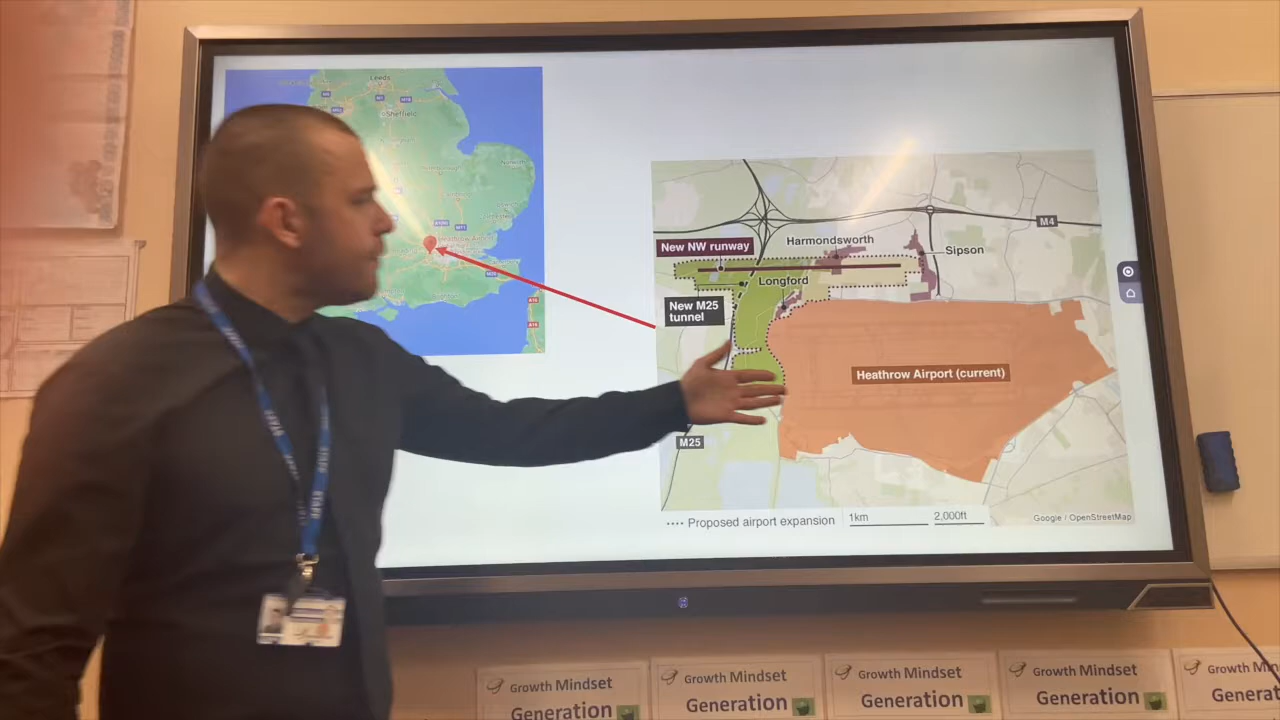 Leeds
Sheffield
M4
New NW runway
Harmondsworth
Sipson
Longford
New M25
tunnel
Heathrow Airport (current)
M25
Proposed airport expansion
1km
2,000ft
Google / OpenStreetMap
STAFF
Growth Mindset
Generation
Growth Mindset
Generation
Growth Mindset
Generation
Growth Mindset
Generation
Growth Min
Generat